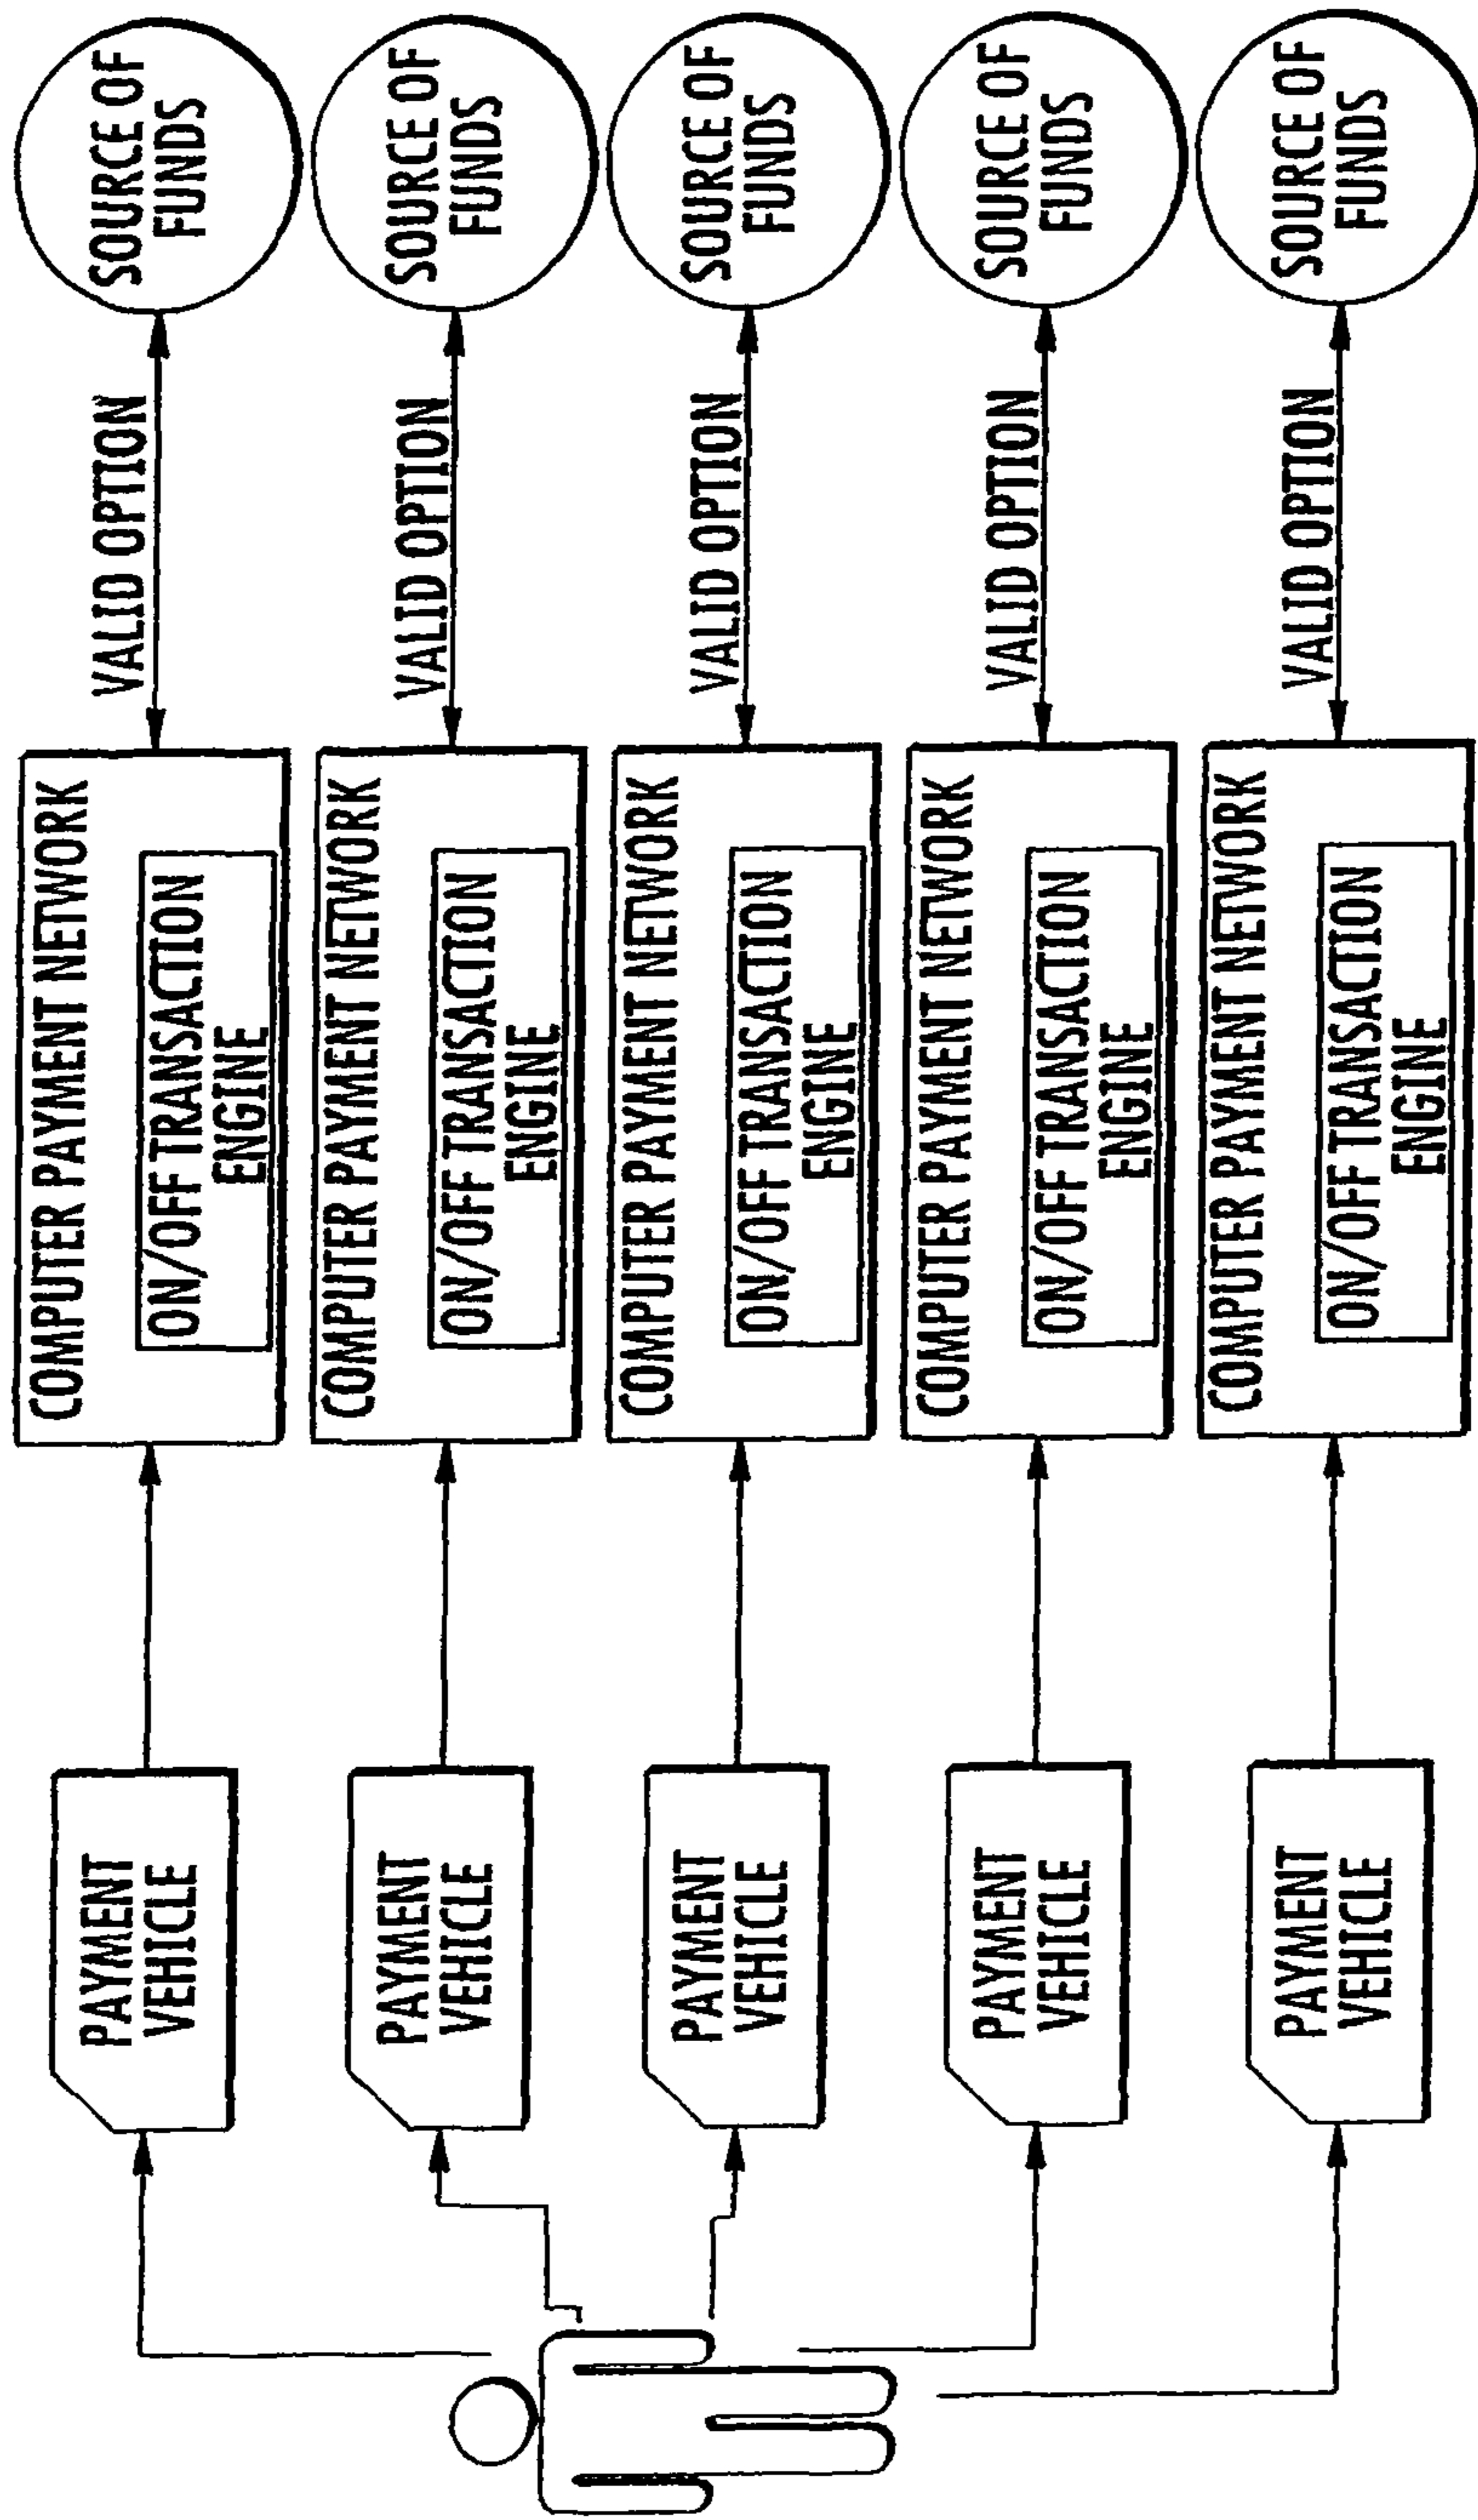 PAYMENT
VEHICLE
COMPUTER PAYMENT NETWORK
ON/OFF TRANSACTION
ENGINE
VALID OPTION
SOURCE OF
FUNDS
PAYMENT
VEHICLE
COMPUTER PAYMENT NETWORK
ON/OFF TRANSACTION
ENGINE
VALID OPTION
SOURCE OF
FUNDS
PAYMENT
VEHICLE
COMPUTER PAYMENT NETWORK
ON/OFF TRANSACTION
ENGINE
VALID OPTION
SOURCE OF
FUNDS
PAYMENT
VEHICLE
COMPUTER PAYMENT NETWORK
ON/OFF TRANSACTION
ENGINE
VALID OPTION
SOURCE OF
FUNDS
PAYMENT
VEHICLE
COMPUTER PAYMENT NETWORK
ON/OFF TRANSACTION
ENGINE
VALID OPTION
SOURCE OF
FUNDS